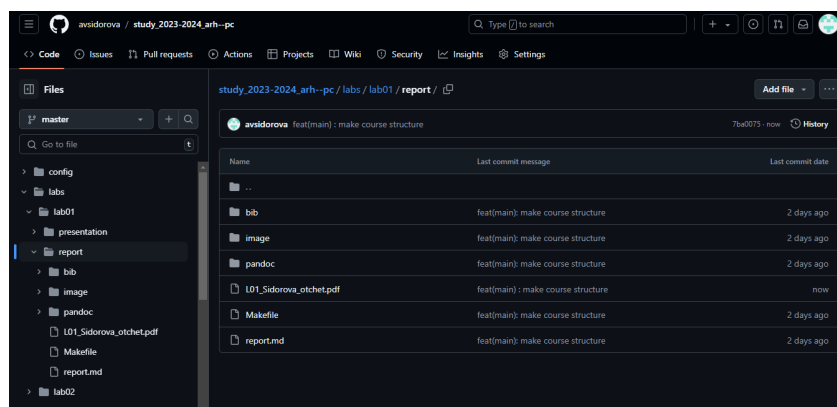 avsidorova / study_2023-2024_arh--pc
Type / to search
Code Issues Pull requests Actions Projects Wiki Security Insights Settings
Files
master
Go to file t
config
labs
lab01
presentation
report
bib
image
pandoc
L01_Sidorova_otchet.pdf
Makefile
report.md
lab02
study_2023-2024_arh--pc / labs / lab01 / report /
Add file
avsidorova feat(main) : make course structure 7ba0075 · now History
Name Last commit message Last commit date
..
bib feat(main): make course structure 2 days ago
image feat(main): make course structure 2 days ago
pandoc feat(main): make course structure 2 days ago
L01_Sidorova_otchet.pdf feat(main) : make course structure now
Makefile feat(main): make course structure 2 days ago
report.md feat(main): make course structure 2 days ago